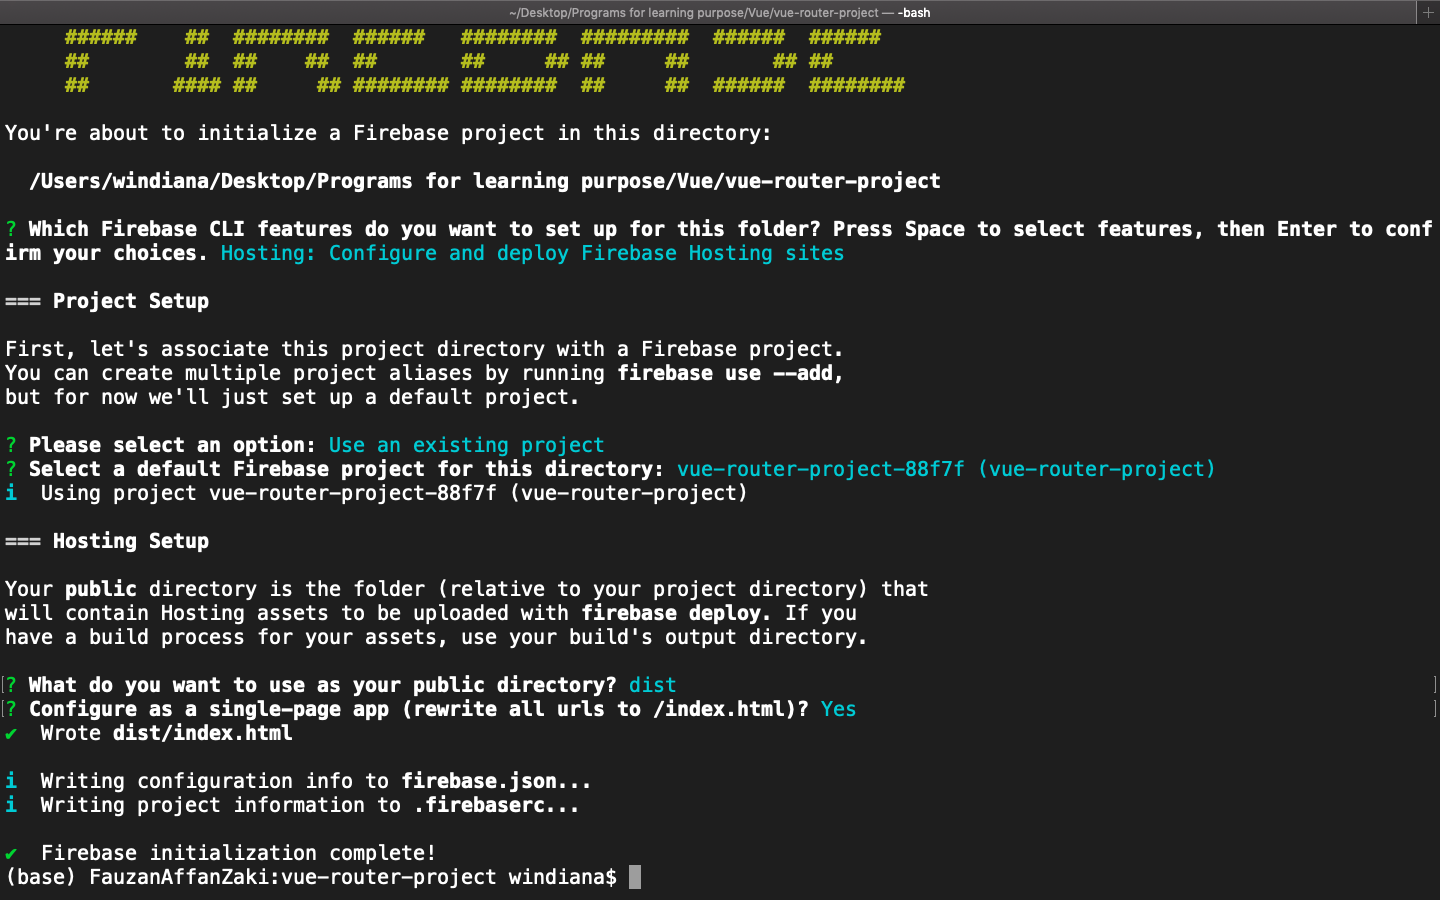 ~/Desktop/Programs for learning purpose/Vue/vue-router-project — -bash
######    ##  ########  ######   ########  #########  ######  ######
##        ##  ##    ##  ##       ##     ## ##     ##       ## ##
##       #### ##     ## ######## ########  ##     ##  ######  ########
You're about to initialize a Firebase project in this directory:
/Users/windiana/Desktop/Programs for learning purpose/Vue/vue-router-project
? Which Firebase CLI features do you want to set up for this folder? Press Space to select features, then Enter to conf
irm your choices. Hosting: Configure and deploy Firebase Hosting sites
=== Project Setup
First, let's associate this project directory with a Firebase project.
You can create multiple project aliases by running firebase use --add,
but for now we'll just set up a default project.
? Please select an option: Use an existing project
? Select a default Firebase project for this directory: vue-router-project-88f7f (vue-router-project)
i  Using project vue-router-project-88f7f (vue-router-project)
=== Hosting Setup
Your public directory is the folder (relative to your project directory) that
will contain Hosting assets to be uploaded with firebase deploy. If you
have a build process for your assets, use your build's output directory.
? What do you want to use as your public directory? dist
? Configure as a single-page app (rewrite all urls to /index.html)? Yes
✔  Wrote dist/index.html
i  Writing configuration info to firebase.json...
i  Writing project information to .firebaserc...
✔  Firebase initialization complete!
(base) FauzanAffanZaki:vue-router-project windiana$